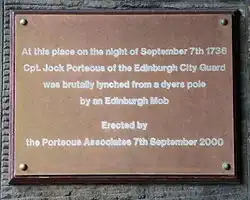 At this place on the night of September 7th 1736
Cpt. Jock Porteous of the Edinburgh City Guard
was brutally lynched from a dyers pole
by an Edinburgh Mob
Erected by
the Porteous Associates 7th September 2000